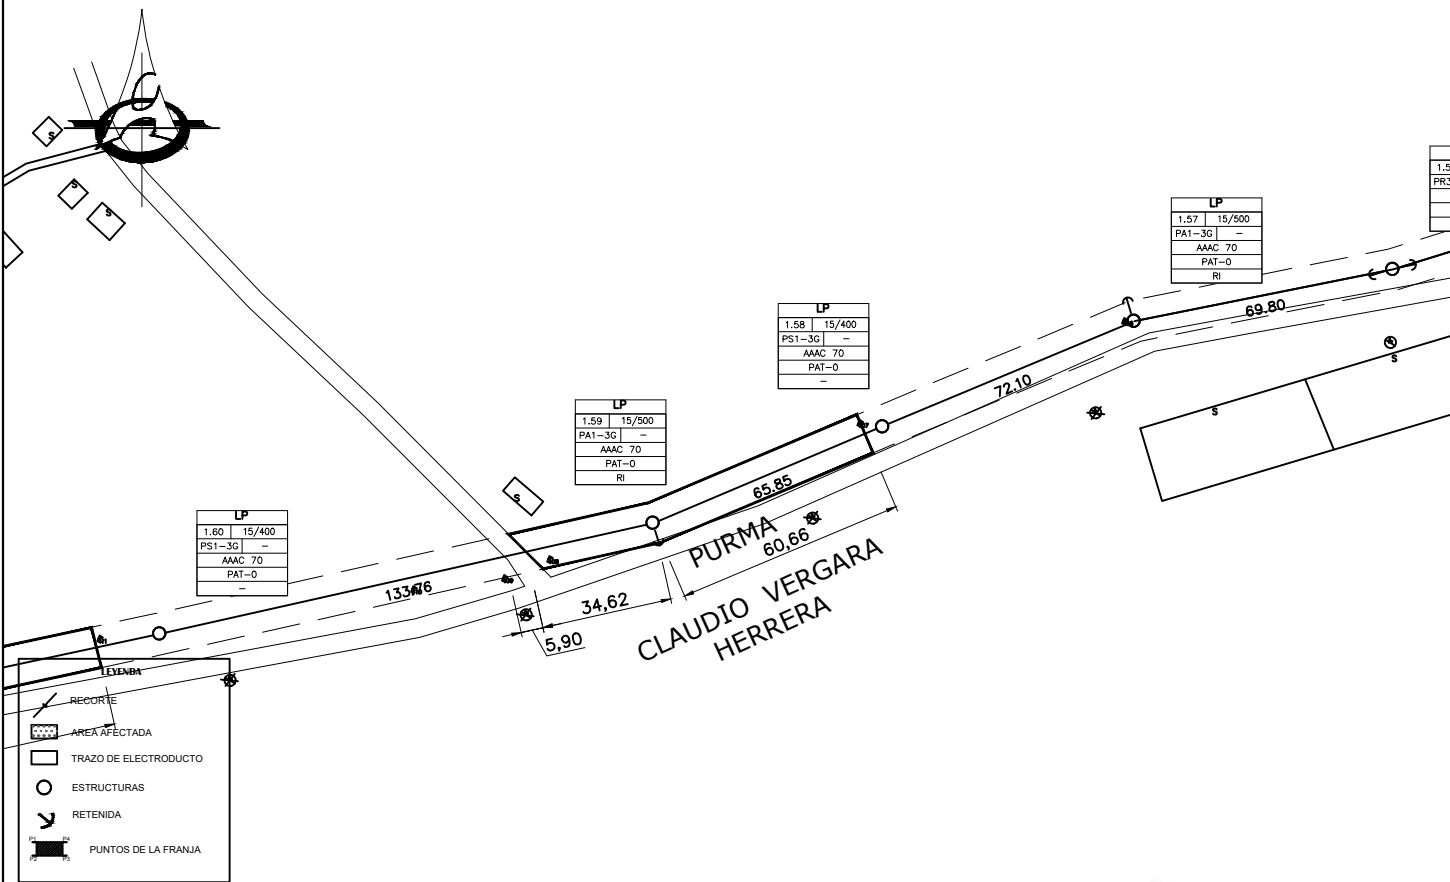 S
S
S
LP
1.57 15/500
PA1-3G -
AAAC 70
PAT-0
RI
69.80
S
S
LP
1.58 15/400
PS1-3G -
AAAC 70
PAT-0
-
72.10
LP
1.59 15/500
PA1-3G -
AAAC 70
PAT-0
RI
S
65.85
PURMA
60,66
CLAUDIO VERGARA
HERRERA
LP
1.60 15/400
PS1-3G -
AAAC 70
PAT-0
-
34,62
5,90
LEYENDA
RECORTE
AREA AFECTADA
TRAZO DE ELECTRODUCTO
ESTRUCTURAS
RETENIDA
P1 P4
PUNTOS DE LA FRANJA
P2 P3